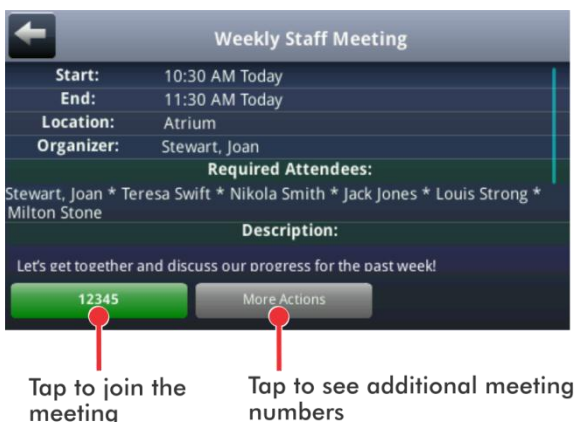 Weekly Staff Meeting
Start: 10:30 AM Today
End: 11:30 AM Today
Location: Atrium
Organizer: Stewart, Joan
Required Attendees:
Stewart, Joan * Teresa Swift * Nikola Smith * Jack Jones * Louis Strong *
Milton Stone
Description:
Let's get together and discuss our progress for the past week!
12345 More Actions
Tap to join the meeting
Tap to see additional meeting numbers